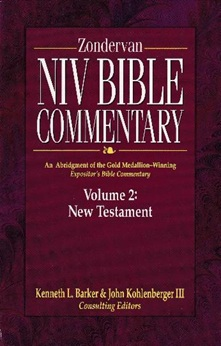 Zondervan
NIV BIBLE
COMMENTARY
An Abridgment of the Gold Medallion–Winning
Expositor's Bible Commentary
Volume 2:
New Testament
Kenneth L. Barker & John Kohlenberger III
Consulting Editors